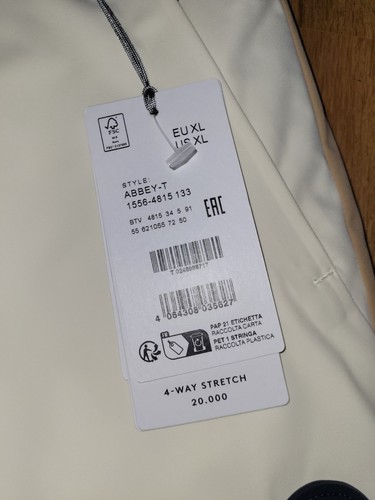 FSC
EU XL
US XL
STYLE:
ABBEY-T
1556-4815 133
BTV 4815 34 5 91
55 621055 72 50
EAC
4 064308 035627
PAP 21 ETICHETTA
RACCOLTA CARTA
PET 1 STRINGA
RACCOLTA PLASTICA
4-WAY STRETCH
20.000